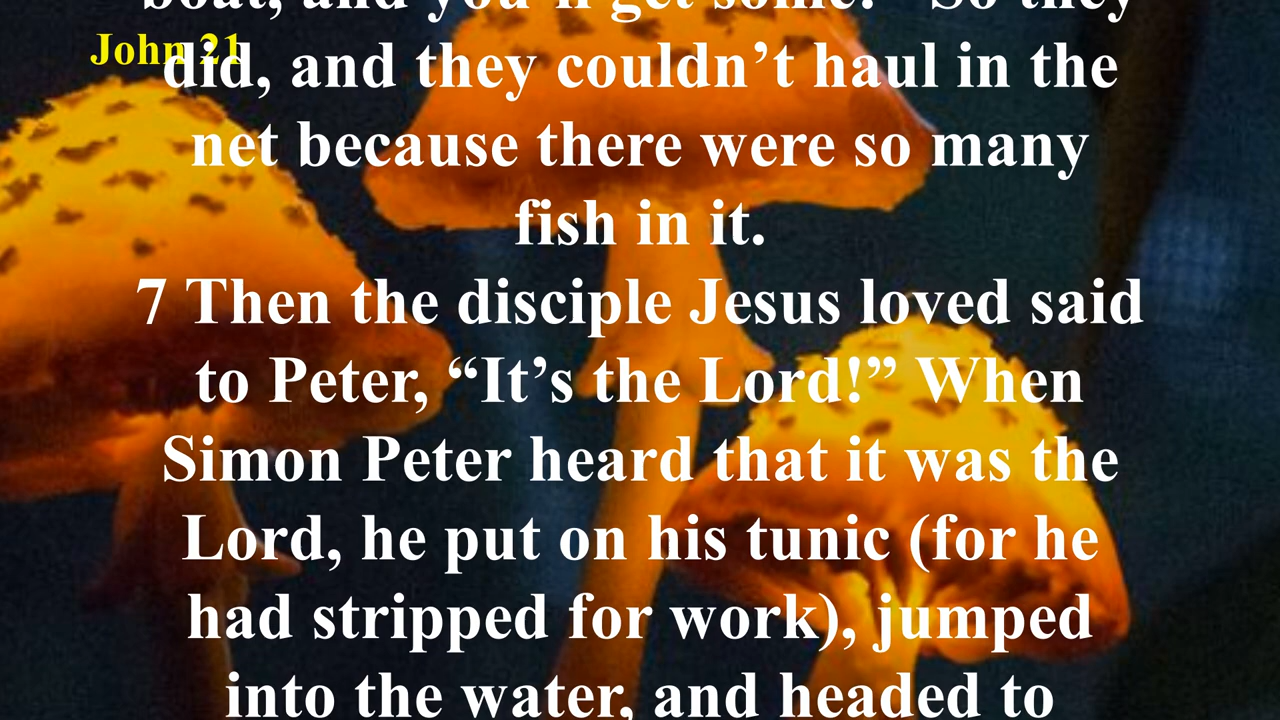 boat, and you'll get some!" So they
John 21
did, and they couldn’t haul in the
net because there were so many
fish in it.
7 Then the disciple Jesus loved said
to Peter, “It’s the Lord!” When
Simon Peter heard that it was the
Lord, he put on his tunic (for he
had stripped for work), jumped
into the water, and headed to